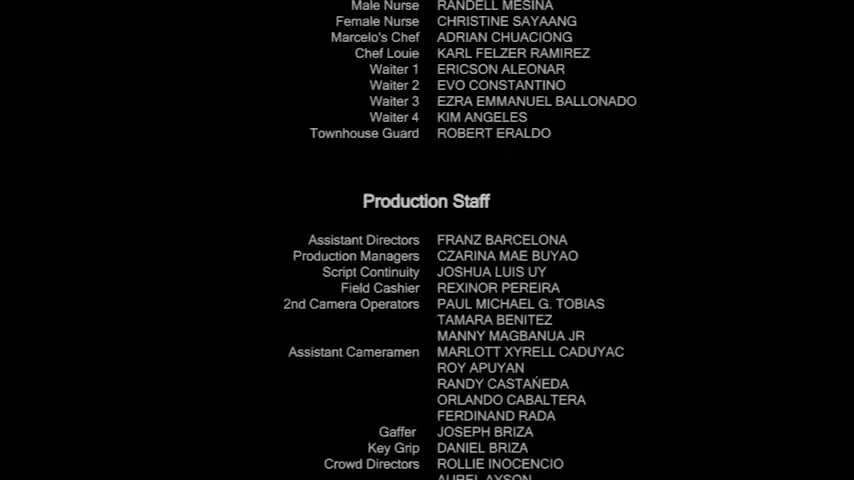 Male Nurse RANDELL MESINA
Female Nurse CHRISTINE SAYAANG
Marcelo's Chef ADRIAN CHUACIONG
Chef Louie KARL FELZER RAMIREZ
Waiter 1 ERICSON ALEONAR
Waiter 2 EVO CONSTANTINO
Waiter 3 EZRA EMMANUEL BALLONADO
Waiter 4 KIM ANGELES
Townhouse Guard ROBERT ERALDO
Production Staff
Assistant Directors FRANZ BARCELONA
Production Managers CZARINA MAE BUYAO
Script Continuity JOSHUA LUIS UY
Field Cashier REXINOR PEREIRA
2nd Camera Operators PAUL MICHAEL G. TOBIAS
TAMARA BENITEZ
MANNY MAGBANUA JR
Assistant Cameramen MARLOTT XYRELL CADUYAC
ROY APUYAN
RANDY CASTAŃEDA
ORLANDO CABALTERA
FERDINAND RADA
Gaffer JOSEPH BRIZA
Key Grip DANIEL BRIZA
Crowd Directors ROLLIE INOCENCIO
AUREL AYSON